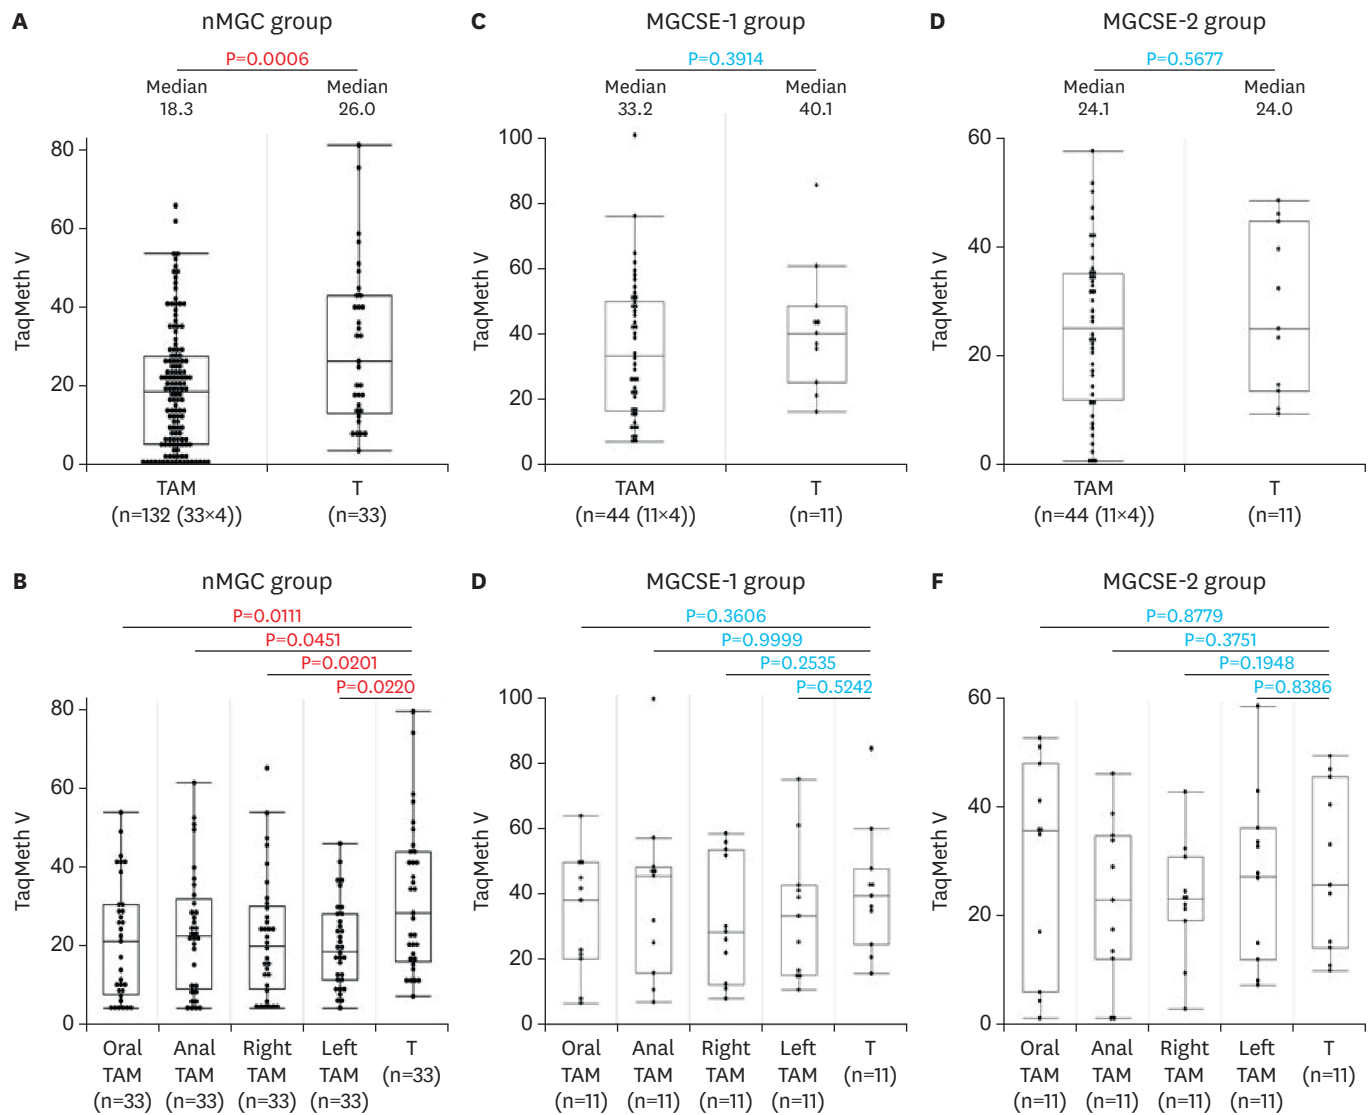 A nMGC group
P=0.0006
Median Median
18.3 26.0
TaqMeth V
80
60
40
20
0
TAM T
(n=132 (33×4)) (n=33)
C MGCSE-1 group
P=0.3914
Median Median
33.2 40.1
TaqMeth V
100
80
60
40
20
0
TAM T
(n=44 (11×4)) (n=11)
D MGCSE-2 group
P=0.5677
Median Median
24.1 24.0
TaqMeth V
60
40
20
0
TAM T
(n=44 (11×4)) (n=11)
B nMGC group
P=0.0111
P=0.0451
P=0.0201
P=0.0220
TaqMeth V
80
60
40
20
0
Oral Anal Right Left T
TAM TAM TAM TAM (n=33)
(n=33) (n=33) (n=33) (n=33)
D MGCSE-1 group
P=0.3606
P=0.9999
P=0.2535
P=0.5242
TaqMeth V
100
80
60
40
20
0
Oral Anal Right Left T
TAM TAM TAM TAM (n=11)
(n=11) (n=11) (n=11) (n=11)
F MGCSE-2 group
P=0.8779
P=0.3751
P=0.1948
P=0.8386
TaqMeth V
60
40
20
0
Oral Anal Right Left T
TAM TAM TAM TAM (n=11)
(n=11) (n=11) (n=11) (n=11)